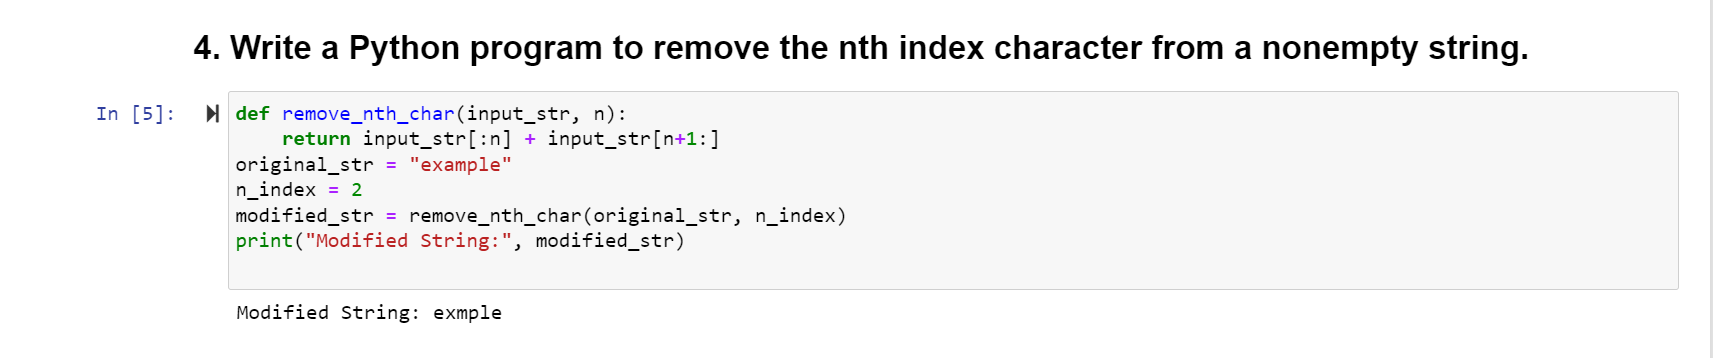 4. Write a Python program to remove the nth index character from a nonempty string.
In [5]:
def remove_nth_char(input_str, n):
    return input_str[:n] + input_str[n+1:]
original_str = "example"
n_index = 2
modified_str = remove_nth_char(original_str, n_index)
print("Modified String:", modified_str)
Modified String: exmple